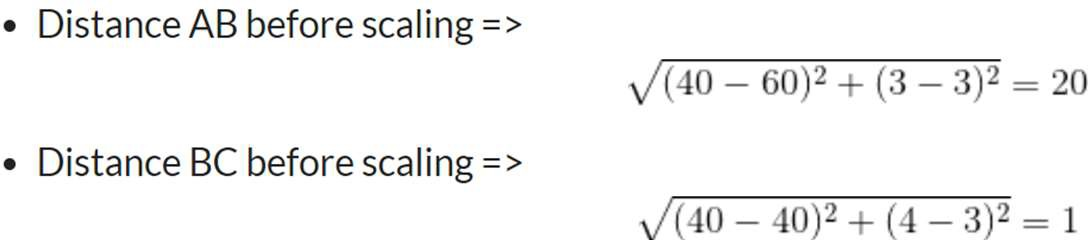 • Distance AB before scaling =>
√(40 − 60)² + (3 − 3)² = 20
• Distance BC before scaling =>
√(40 − 40)² + (4 − 3)² = 1